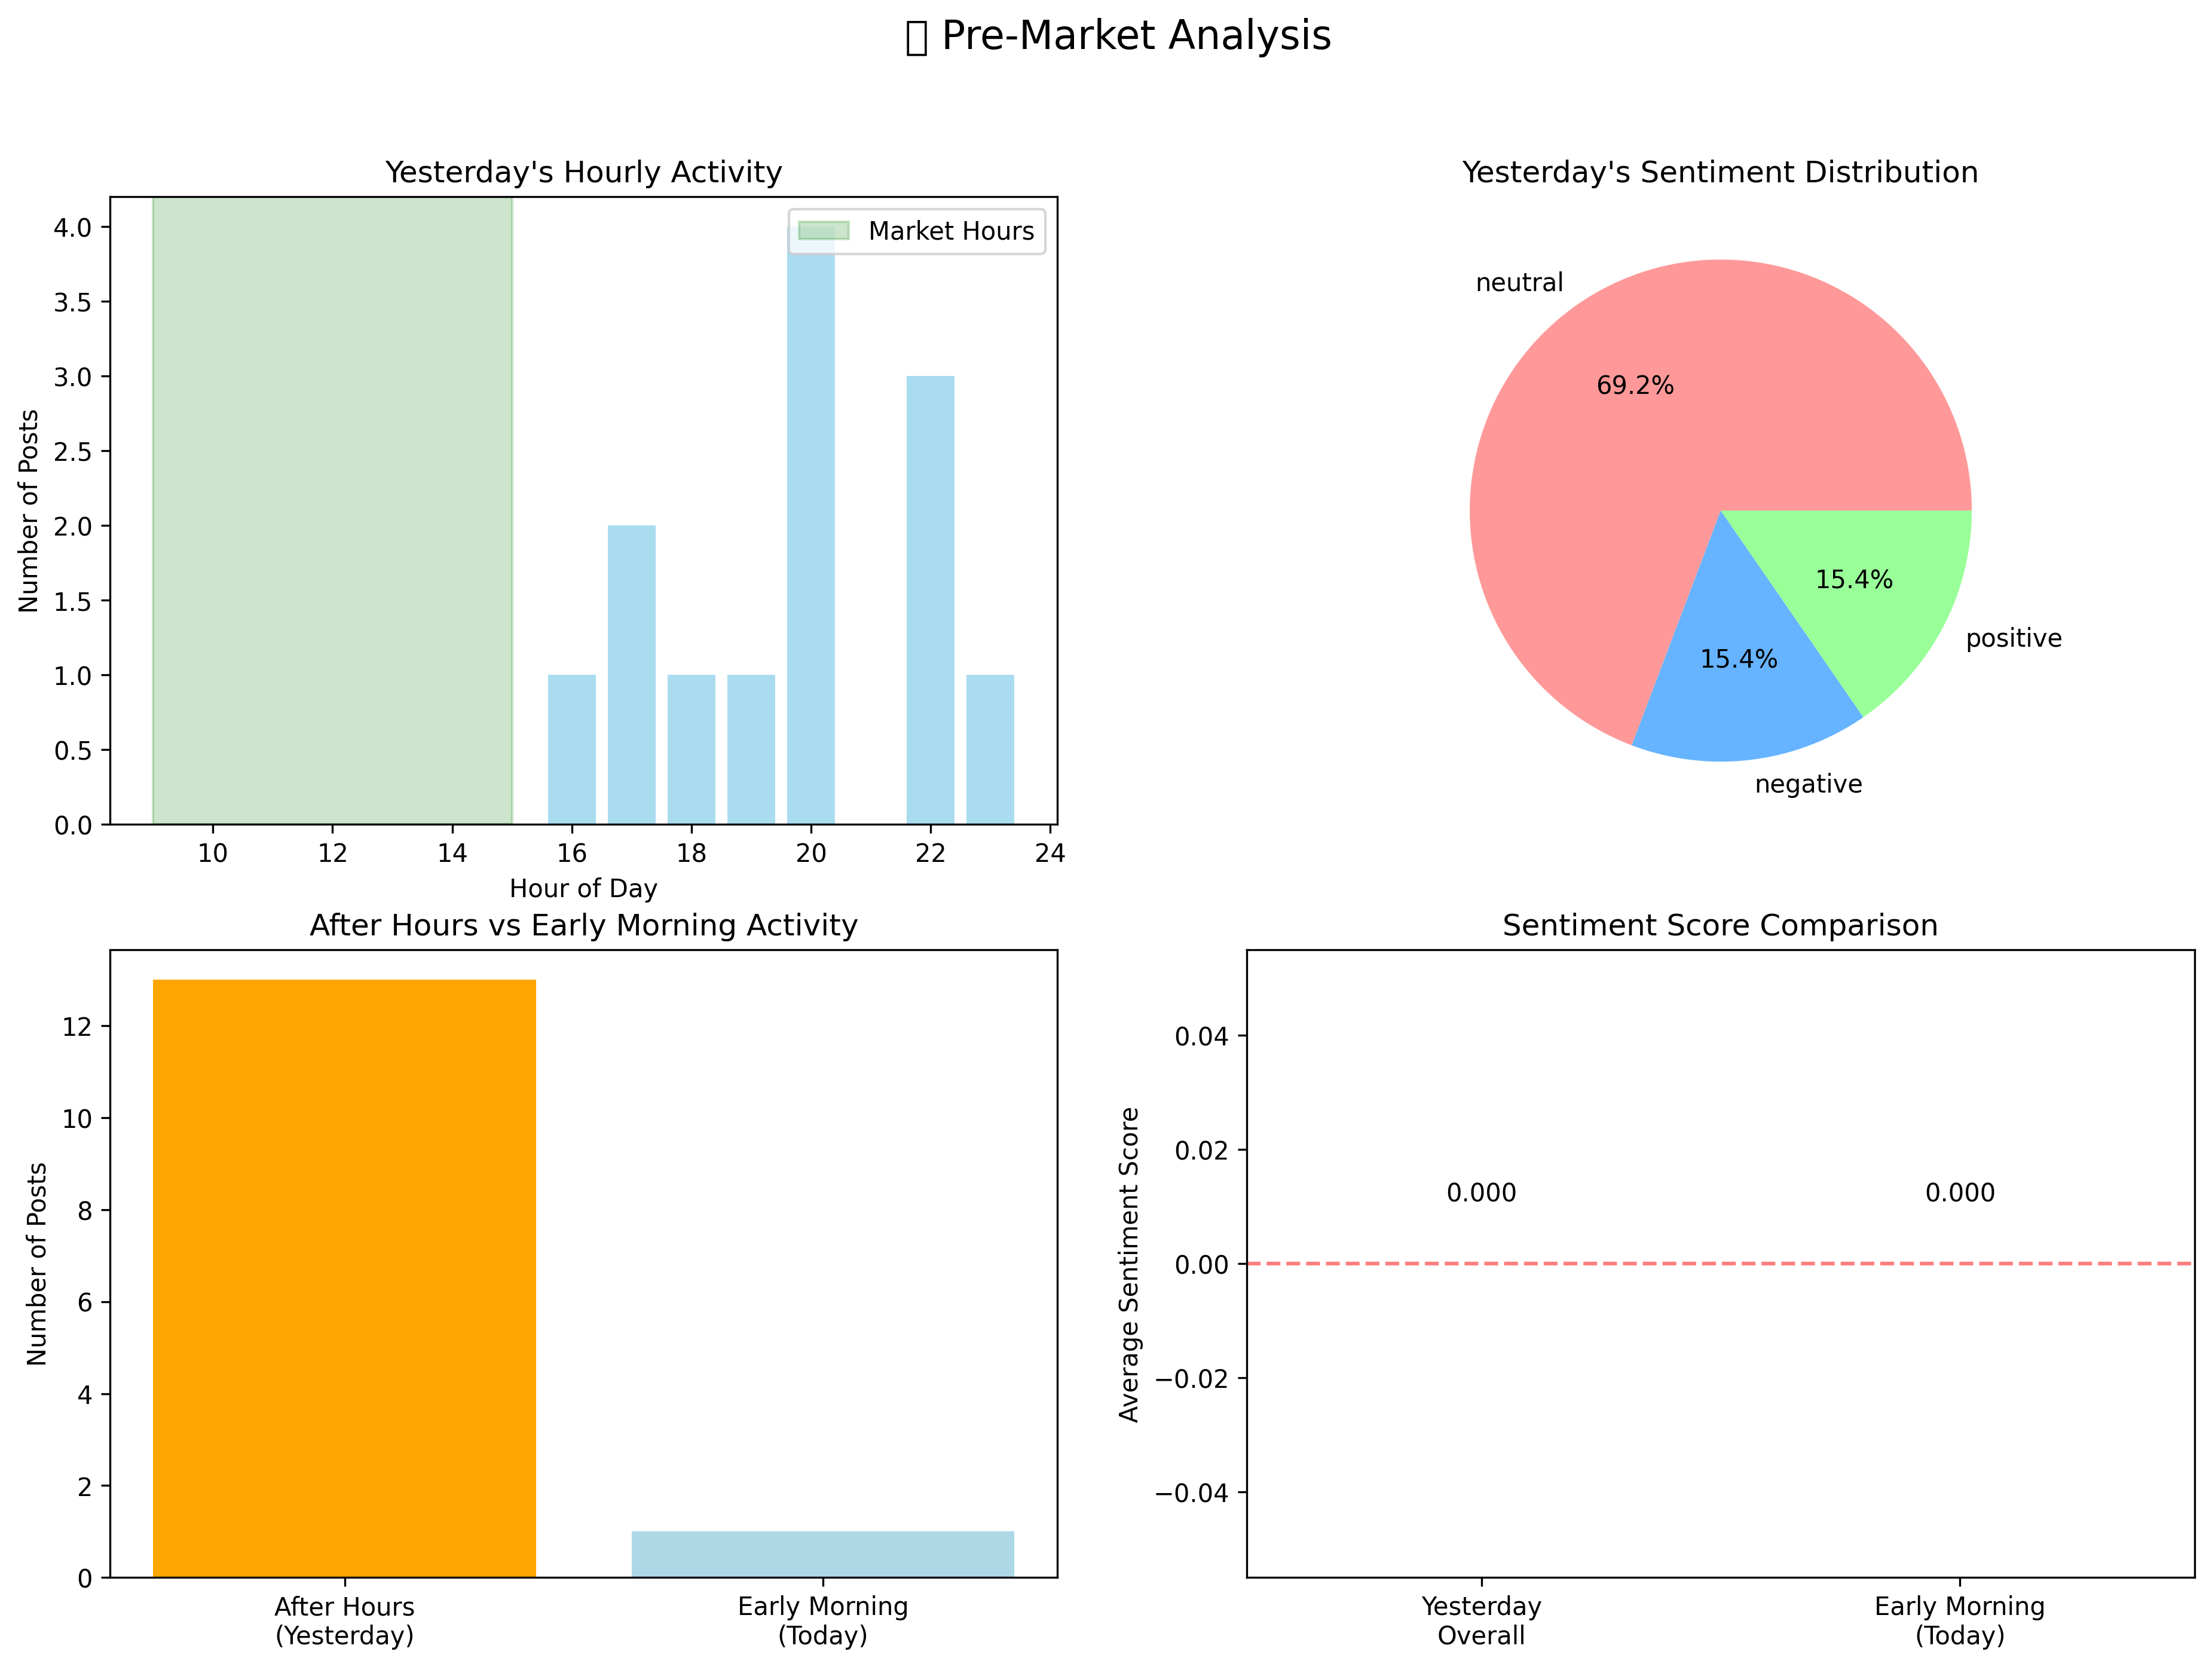 Pre-Market Analysis
Yesterday's Hourly Activity
Market Hours
Number of Posts
4.0
3.5
3.0
2.5
2.0
1.5
1.0
0.5
0.0
10 12 14 16 18 20 22 24
Hour of Day
Yesterday's Sentiment Distribution
neutral
69.2%
15.4%
positive
15.4%
negative
After Hours vs Early Morning Activity
Number of Posts
12
10
8
6
4
2
0
After Hours
(Yesterday)
Early Morning
(Today)
Sentiment Score Comparison
Average Sentiment Score
0.04
0.02
0.00
−0.02
−0.04
0.000
0.000
Yesterday
Overall
Early Morning
(Today)